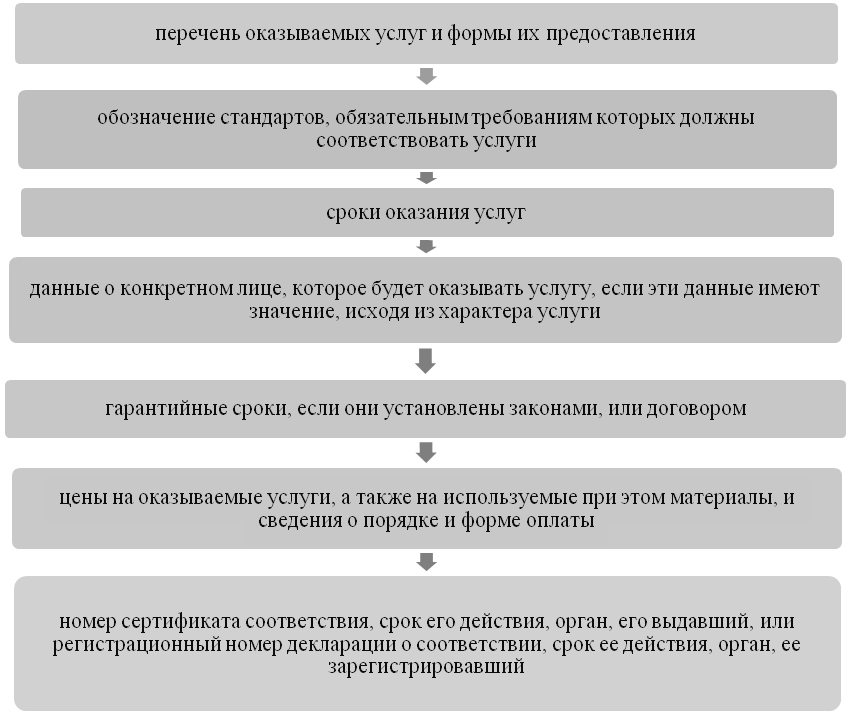 перечень оказываемых услуг и формы их предоставления
обозначение стандартов, обязательным требованиям которых должны
соответствовать услуги
сроки оказания услуг
данные о конкретном лице, которое будет оказывать услугу, если эти данные имеют
значение, исходя из характера услуги
гарантийные сроки, если они установлены законами, или договором
цены на оказываемые услуги, а также на используемые при этом материалы, и
сведения о порядке и форме оплаты
номер сертификата соответствия, срок его действия, орган, его выдавший, или
регистрационный номер декларации о соответствии, срок ее действия, орган, ее
зарегистрировавший